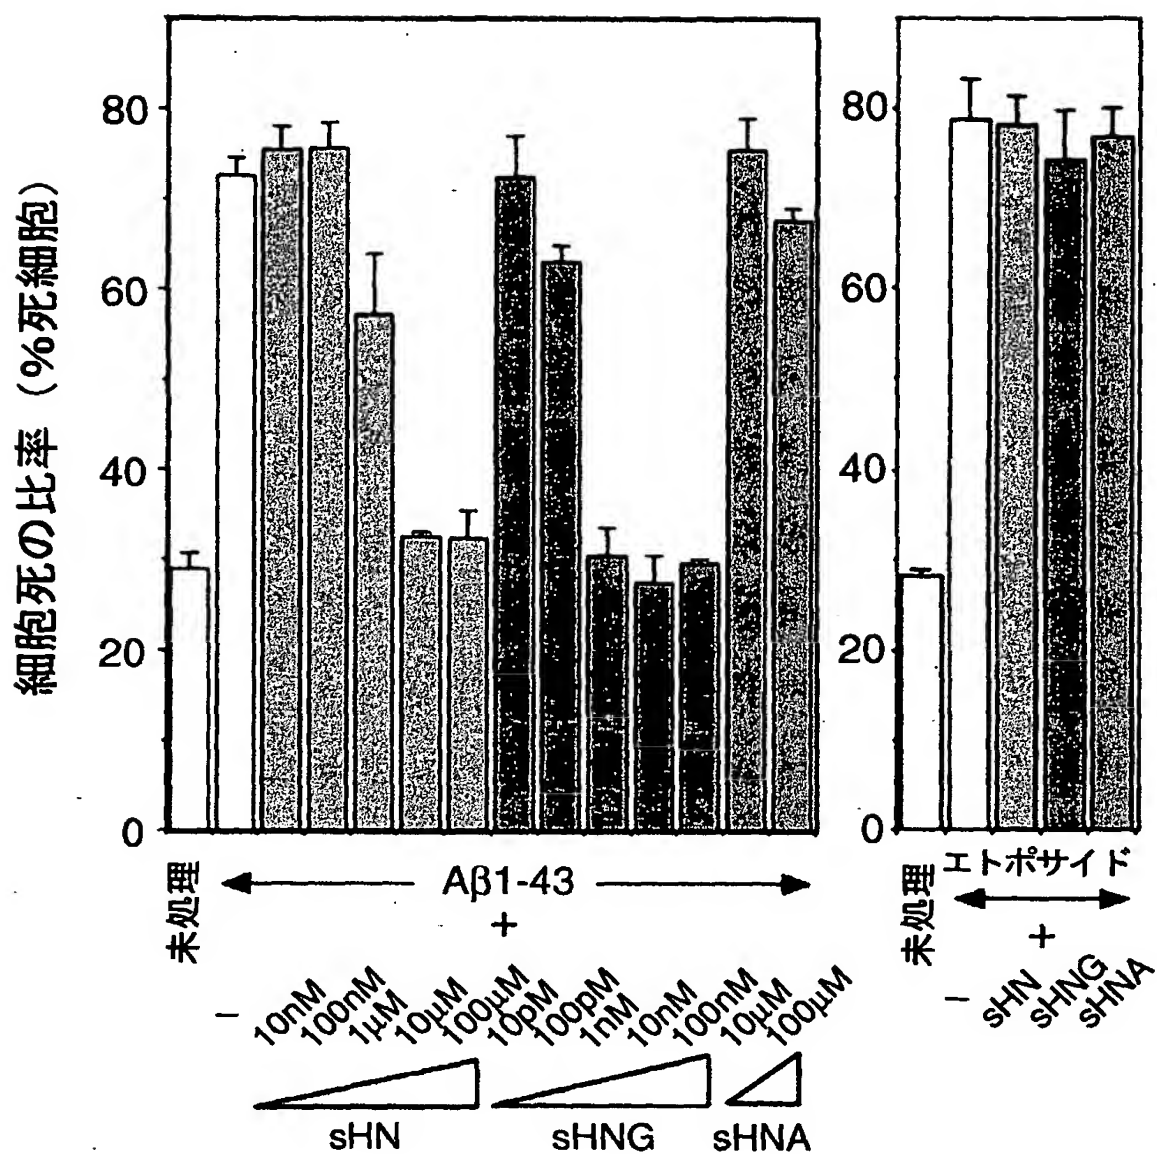 細胞死の比率 (%死細胞)
80
60
40
20
0
未処理
Aβ1-43
+
–
10nM
100nM
1μM
10μM
100μM
10pM
100pM
1nM
10nM
100nM
10μM
100μM
sHN
sHNG
sHNA
80
60
40
20
0
未処理
エトポサイド
+
–
sHN
sHNG
sHNA